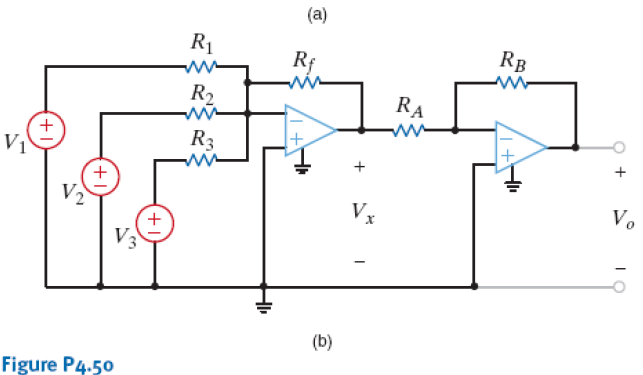 (a)
R1
Rf
RB
R2
RA
R3
V1
V2
V3
+
Vx
−
+
Vo
−
(b)
Figure P4.50